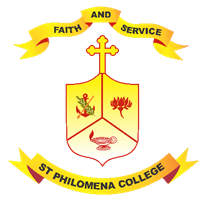 FAITH AND SERVICE
ST PHILOMENA COLLEGE